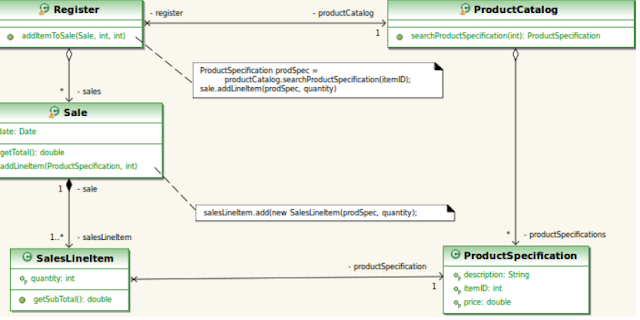 Register
- register
- productCatalog
ProductCatalog
addItemToSale(Sale, int, int)
1
searchProductSpecification(int): ProductSpecification
ProductSpecification prodSpec =
productCatalog.searchProductSpecification(itemID);
sale.addLineItem(prodSpec, quantity)
* - sales
Sale
date: Date
getTotal(): double
addLineItem(ProductSpecification, int)
1 - sale
salesLineItem.add(new SalesLineItem(prodSpec, quantity);
1..* - salesLineItem
* - productSpecifications
SalesLineItem
quantity: int
getSubTotal(): double
- productSpecification
1
ProductSpecification
description: String
itemID: int
price: double